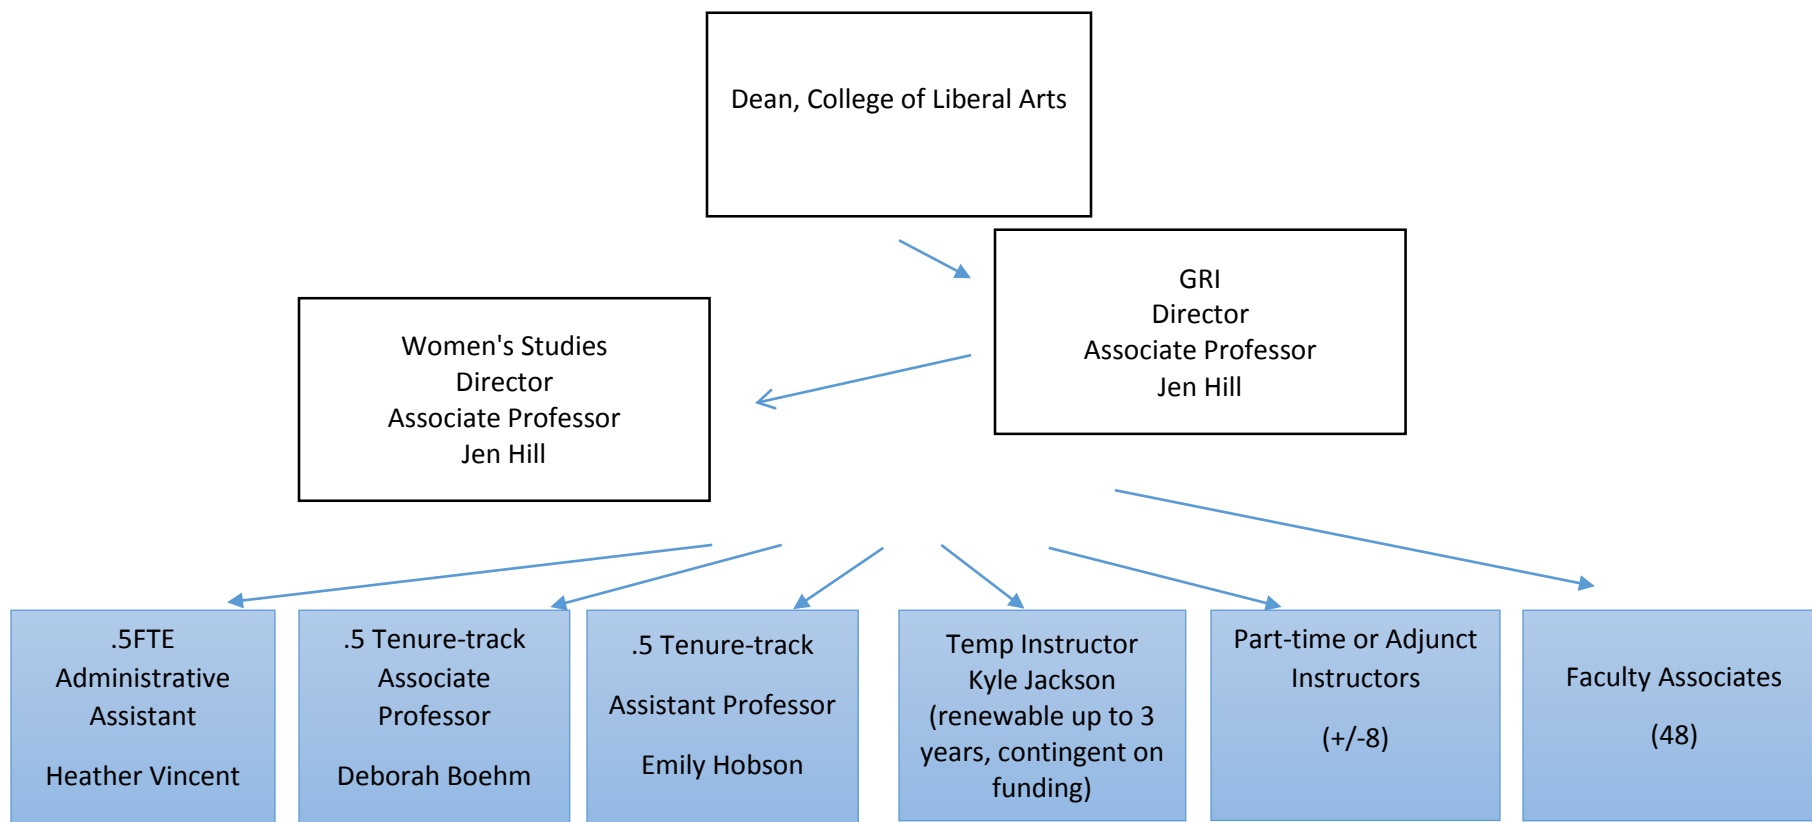 Dean, College of Liberal Arts
GRI
Director
Associate Professor
Jen Hill
Women's Studies
Director
Associate Professor
Jen Hill
.5FTE
Administrative
Assistant
Heather Vincent
.5 Tenure-track
Associate
Professor
Deborah Boehm
.5 Tenure-track
Assistant Professor
Emily Hobson
Temp Instructor
Kyle Jackson
(renewable up to 3
years, contingent on
funding)
Part-time or Adjunct
Instructors
(+/-8)
Faculty Associates
(48)